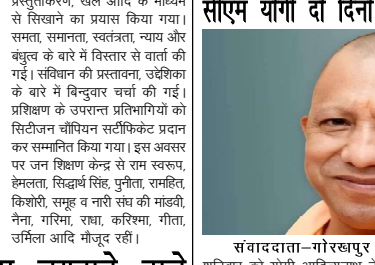 प्रस्तुतीकरण, खेल आदि के माध्यम
से सिखाने का प्रयास किया गया।
समता, समानता, स्वतंत्रता, न्याय और
बंधुत्व के बारे में विस्तार से वार्ता की
गई। संविधान की प्रस्तावना, उद्देशिका
के बारे में बिन्दुवार चर्चा की गई।
प्रशिक्षण के उपरान्त प्रतिभागियों को
सिटीजन चौंपियन सर्टीफिकेट प्रदान
कर सम्मानित किया गया। इस अवसर
पर जन शिक्षण केन्द्र से राम स्वरूप,
हेमलता, सिद्धार्थ सिंह, पुनीता, रामहित,
किशोरी, समूह व नारी संघ की मांडवी,
नैना, गरिमा, राधा, करिश्मा, गीता,
उर्मिला आदि मौजूद रहीं।
सीएम योगी दो दिनों
संवाददाता–गोरखपुर